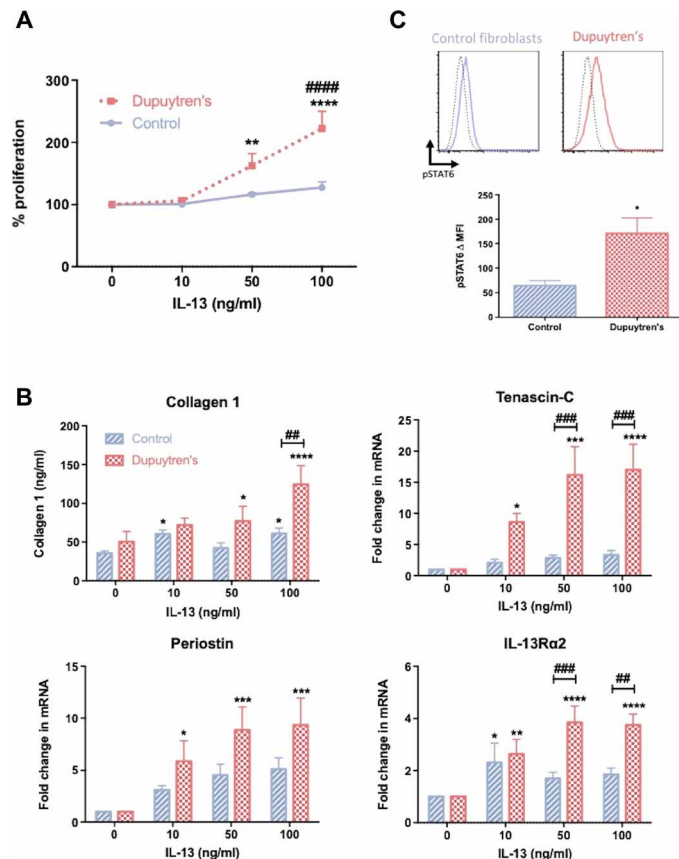 A
% proliferation
300
250
200
150
100
50
0
Dupuytren's
Control
**
####
****
0 10 50 100
IL-13 (ng/ml)
C
Control fibroblasts
Dupuytren's
pSTAT6
pSTAT6 Δ MFI
200
150
100
50
0
*
Control
Dupuytren's
B
Collagen 1
Collagen 1 (ng/ml)
200
150
100
50
0
Control
Dupuytren's
*
*
*
##
****
0 10 50 100
IL-13 (ng/ml)
Tenascin-C
Fold change in mRNA
25
20
15
10
5
0
*
###
***
###
****
0 10 50 100
IL-13 (ng/ml)
Periostin
Fold change in mRNA
15
10
5
0
*
***
***
0 10 50 100
IL-13 (ng/ml)
IL-13Rα2
Fold change in mRNA
6
4
2
0
*
**
###
****
##
****
0 10 50 100
IL-13 (ng/ml)